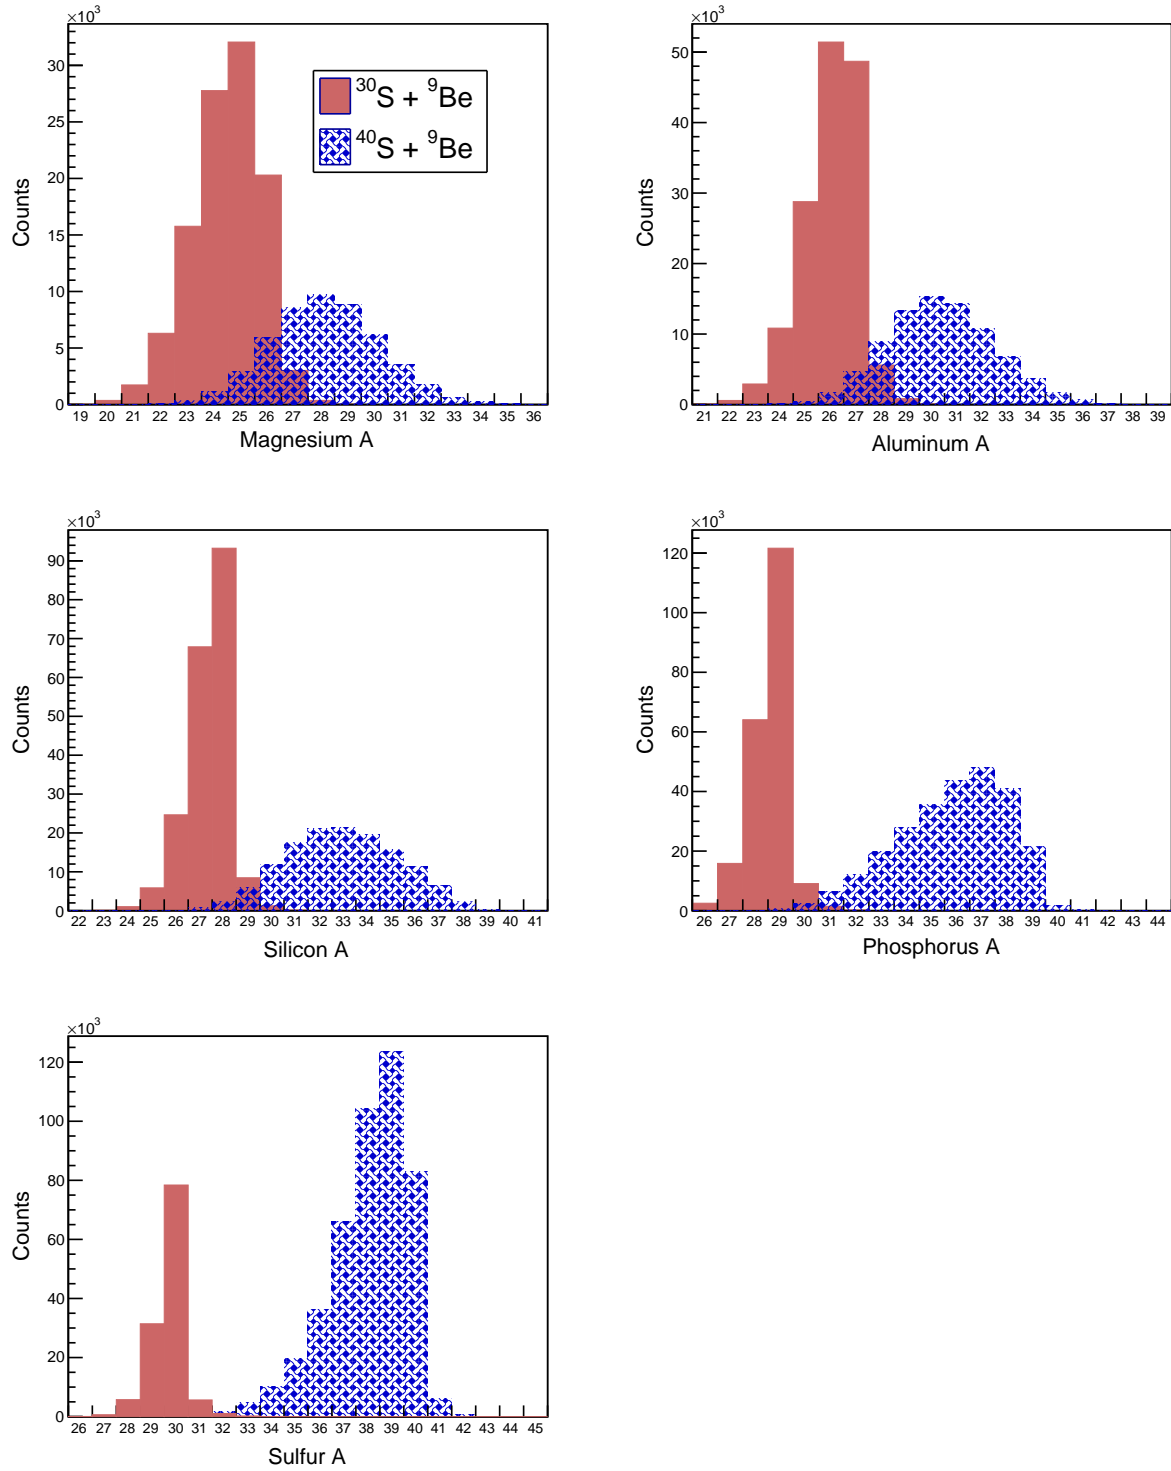 ×10³
30
25
20
15
10
5
0
Counts
³⁰S + ⁹Be
⁴⁰S + ⁹Be
19 20 21 22 23 24 25 26 27 28 29 30 31 32 33 34 35 36
Magnesium A
×10³
50
40
30
20
10
0
Counts
21 22 23 24 25 26 27 28 29 30 31 32 33 34 35 36 37 38 39
Aluminum A
×10³
90
80
70
60
50
40
30
20
10
0
Counts
22 23 24 25 26 27 28 29 30 31 32 33 34 35 36 37 38 39 40 41
Silicon A
×10³
120
100
80
60
40
20
0
Counts
26 27 28 29 30 31 32 33 34 35 36 37 38 39 40 41 42 43 44
Phosphorus A
×10³
120
100
80
60
40
20
0
Counts
26 27 28 29 30 31 32 33 34 35 36 37 38 39 40 41 42 43 44 45
Sulfur A